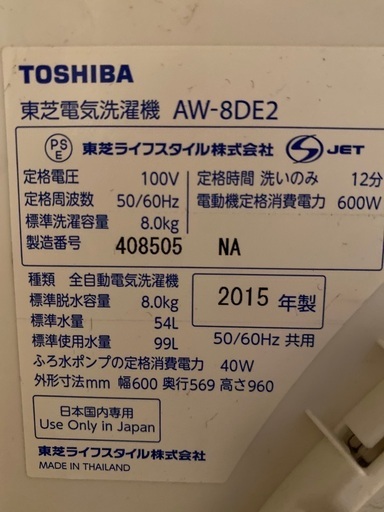 TOSHIBA
東芝電気洗濯機 AW-8DE2
PS E 東芝ライフスタイル株式会社 S JET
定格電圧 100V 定格時間 洗いのみ 12分
定格周波数 50/60Hz 電動機定格消費電力 600W
標準洗濯容量 8.0kg
製造番号 408505 NA
種類 全自動電気洗濯機
標準脱水容量 8.0kg 2015 年製
標準水量 54L
標準使用水量 99L 50/60Hz 共用
ふろ水ポンプの定格消費電力 40W
外形寸法mm 幅600 奥行569 高さ960
日本国内専用
Use Only in Japan
東芝ライフスタイル株式会社
MADE IN THAILAND